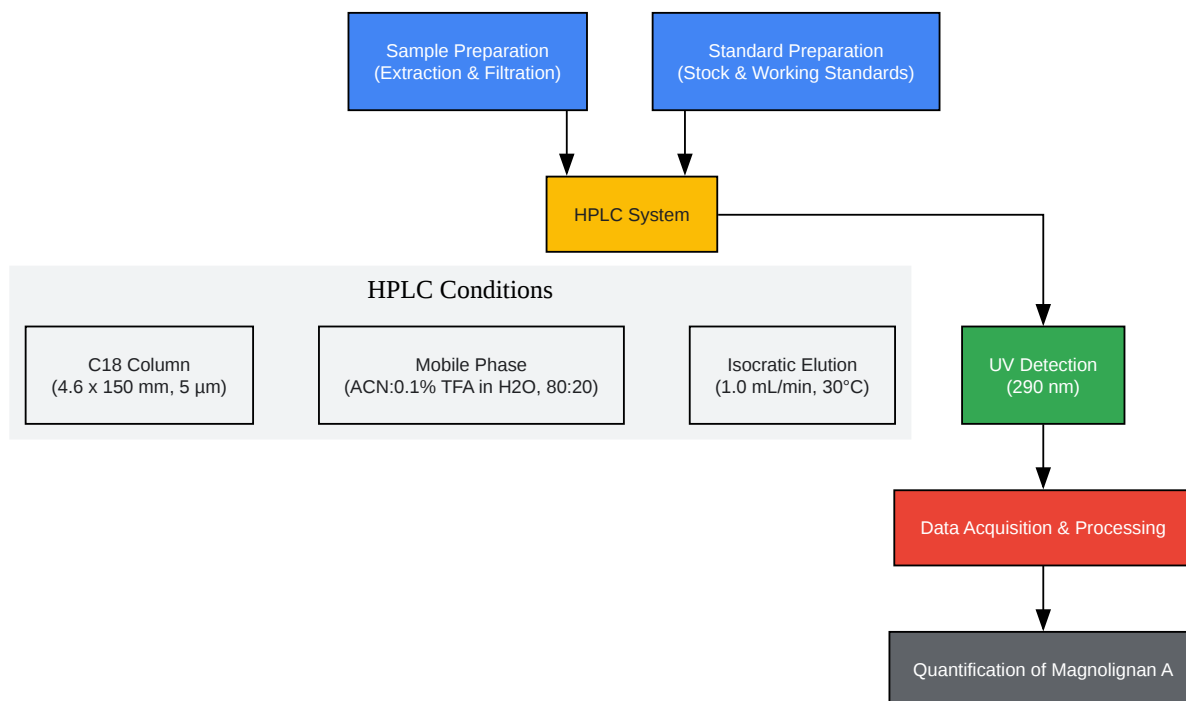 Sample Preparation
(Extraction & Filtration)
Standard Preparation
(Stock & Working Standards)
HPLC System
HPLC Conditions
C18 Column
(4.6 x 150 mm, 5 µm)
Mobile Phase
(ACN:0.1% TFA in H2O, 80:20)
Isocratic Elution
(1.0 mL/min, 30°C)
UV Detection
(290 nm)
Data Acquisition & Processing
Quantification of Magnolignan A